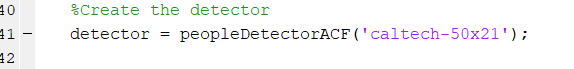 40 %Create the detector
41 – detector = peopleDetectorACF('caltech-50x21');
42